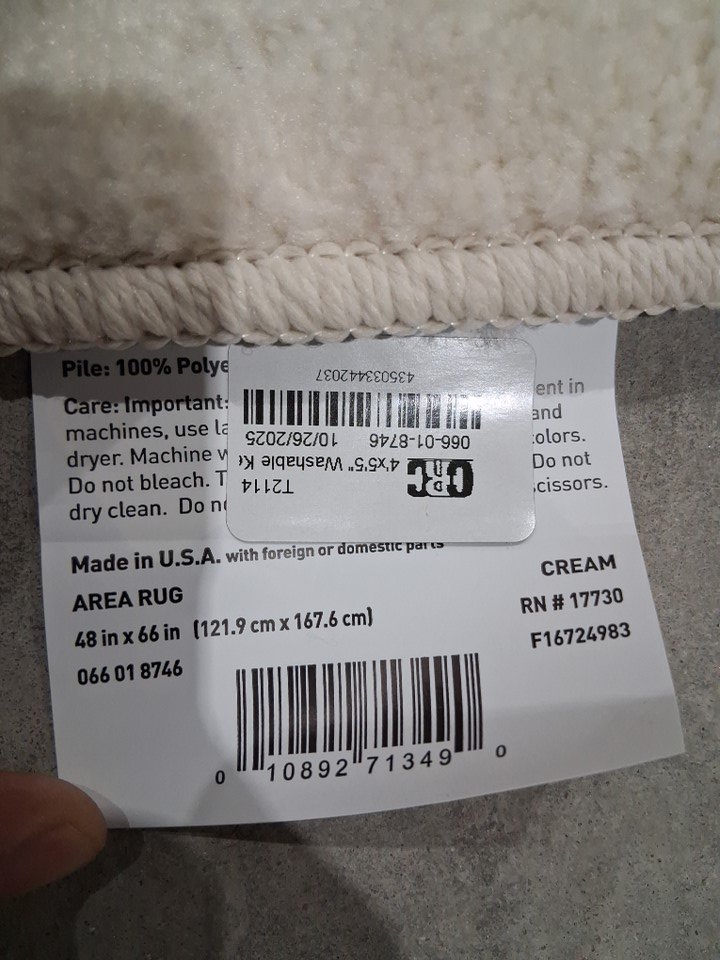 Pile: 100% Polye
Care: Important:
ent in
machines, use la
and
dryer. Machine w
colors.
Do not bleach. T
Do not
dry clean. Do no
scissors.
T2114
CRC
4'x5'5" Washable Ke
066-01-8746 10/26/2025
435033442037
Made in U.S.A. with foreign or domestic parts
AREA RUG
CREAM
48 in x 66 in (121.9 cm x 167.6 cm)
RN # 17730
066 01 8746
F16724983
0 10892 71349 0